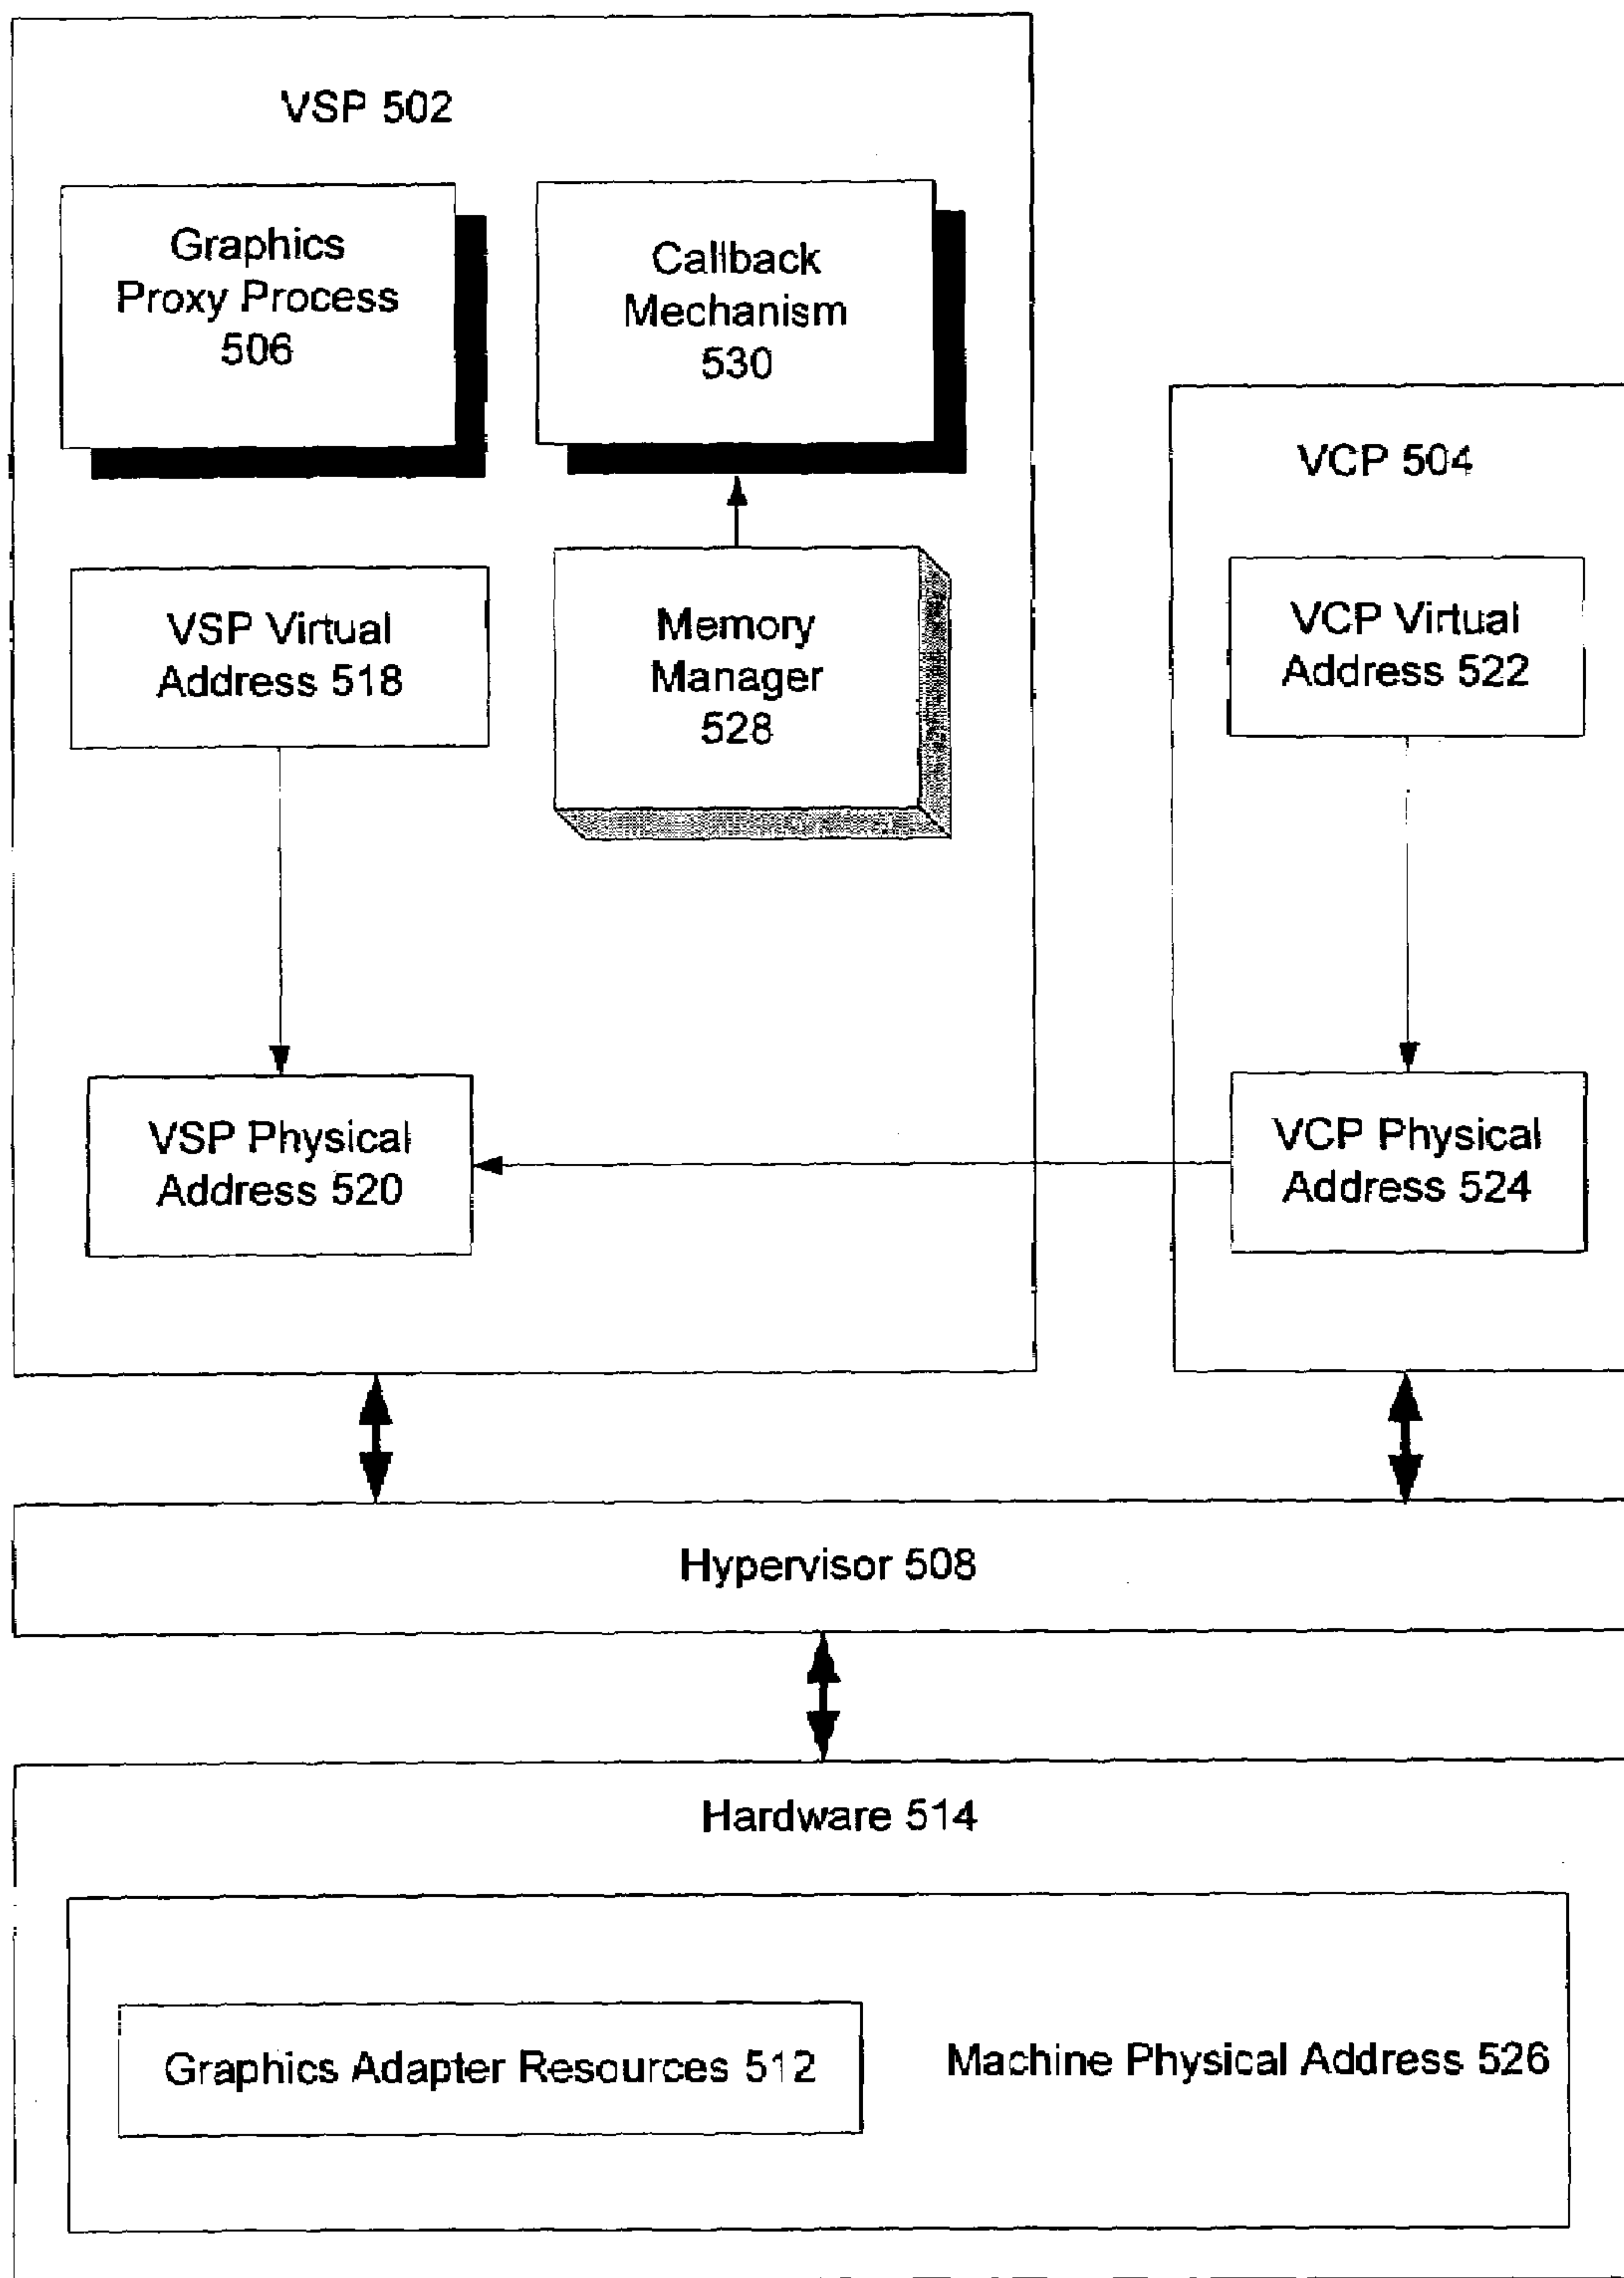 VSP 502
Graphics
Proxy Process
506
Callback
Mechanism
530
VCP 504
VSP Virtual
Address 518
Memory
Manager
528
VCP Virtual
Address 522
VSP Physical
Address 520
VCP Physical
Address 524
Hypervisor 508
Hardware 514
Graphics Adapter Resources 512
Machine Physical Address 526